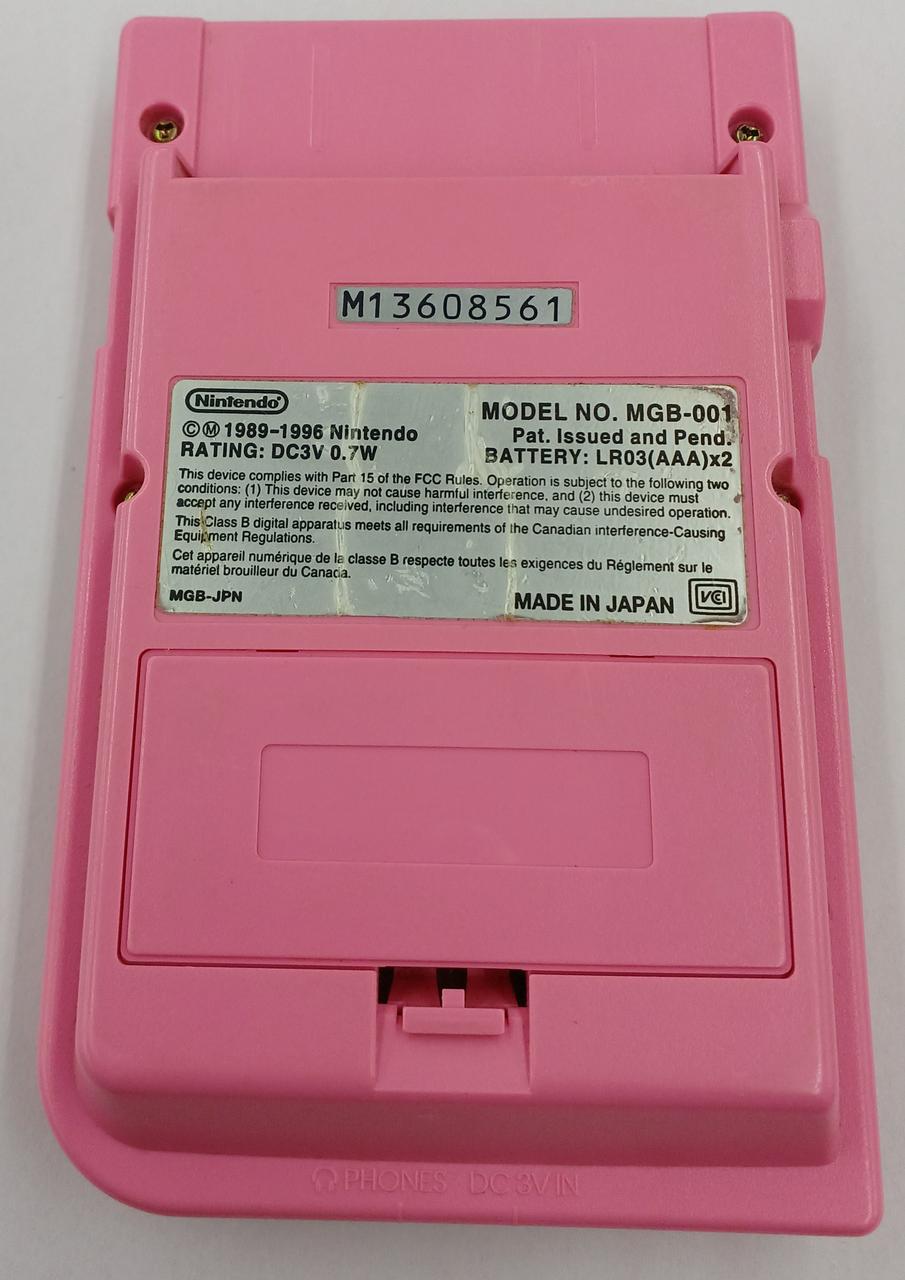 M13608561
Nintendo
©Ⓜ 1989-1996 Nintendo
RATING: DC3V 0.7W
MODEL NO. MGB-001
Pat. Issued and Pend.
BATTERY: LR03(AAA)x2
This device complies with Part 15 of the FCC Rules. Operation is subject to the following two
conditions: (1) This device may not cause harmful interference, and (2) this device must
accept any interference received, including interference that may cause undesired operation.
This Class B digital apparatus meets all requirements of the Canadian interference-Causing
Equipment Regulations.
Cet appareil numérique de la classe B respecte toutes les exigences du Réglement sur le
matériel brouilleur du Canada.
MGB-JPN
MADE IN JAPAN
VCI
PHONES DC 3V IN